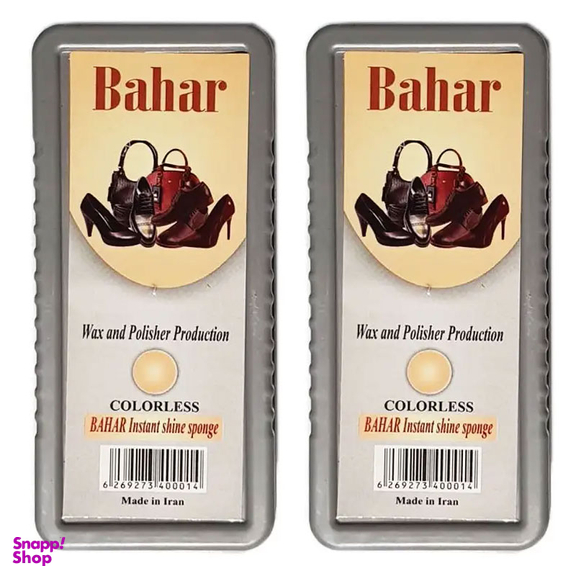 Bahar
Wax and Polisher Production
COLORLESS
BAHAR Instant shine sponge
6 269273 400014
Made in Iran
Bahar
Wax and Polisher Production
COLORLESS
BAHAR Instant shine sponge
6 269273 400014
Made in Iran
Snapp!
Shop